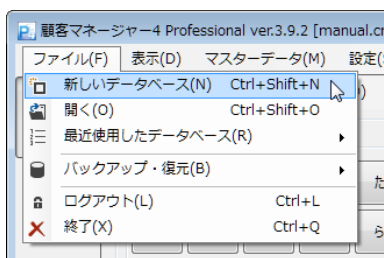 顧客マネージャー4 Professional ver.3.9.2 [manual.cr
ファイル(F) 表示(D) マスターデータ(M) 設定(
新しいデータベース(N) Ctrl+Shift+N
開く(O) Ctrl+Shift+O
最近使用したデータベース(R)
バックアップ・復元(B)
た
ログアウト(L) Ctrl+L
終了(X) Ctrl+Q
ら